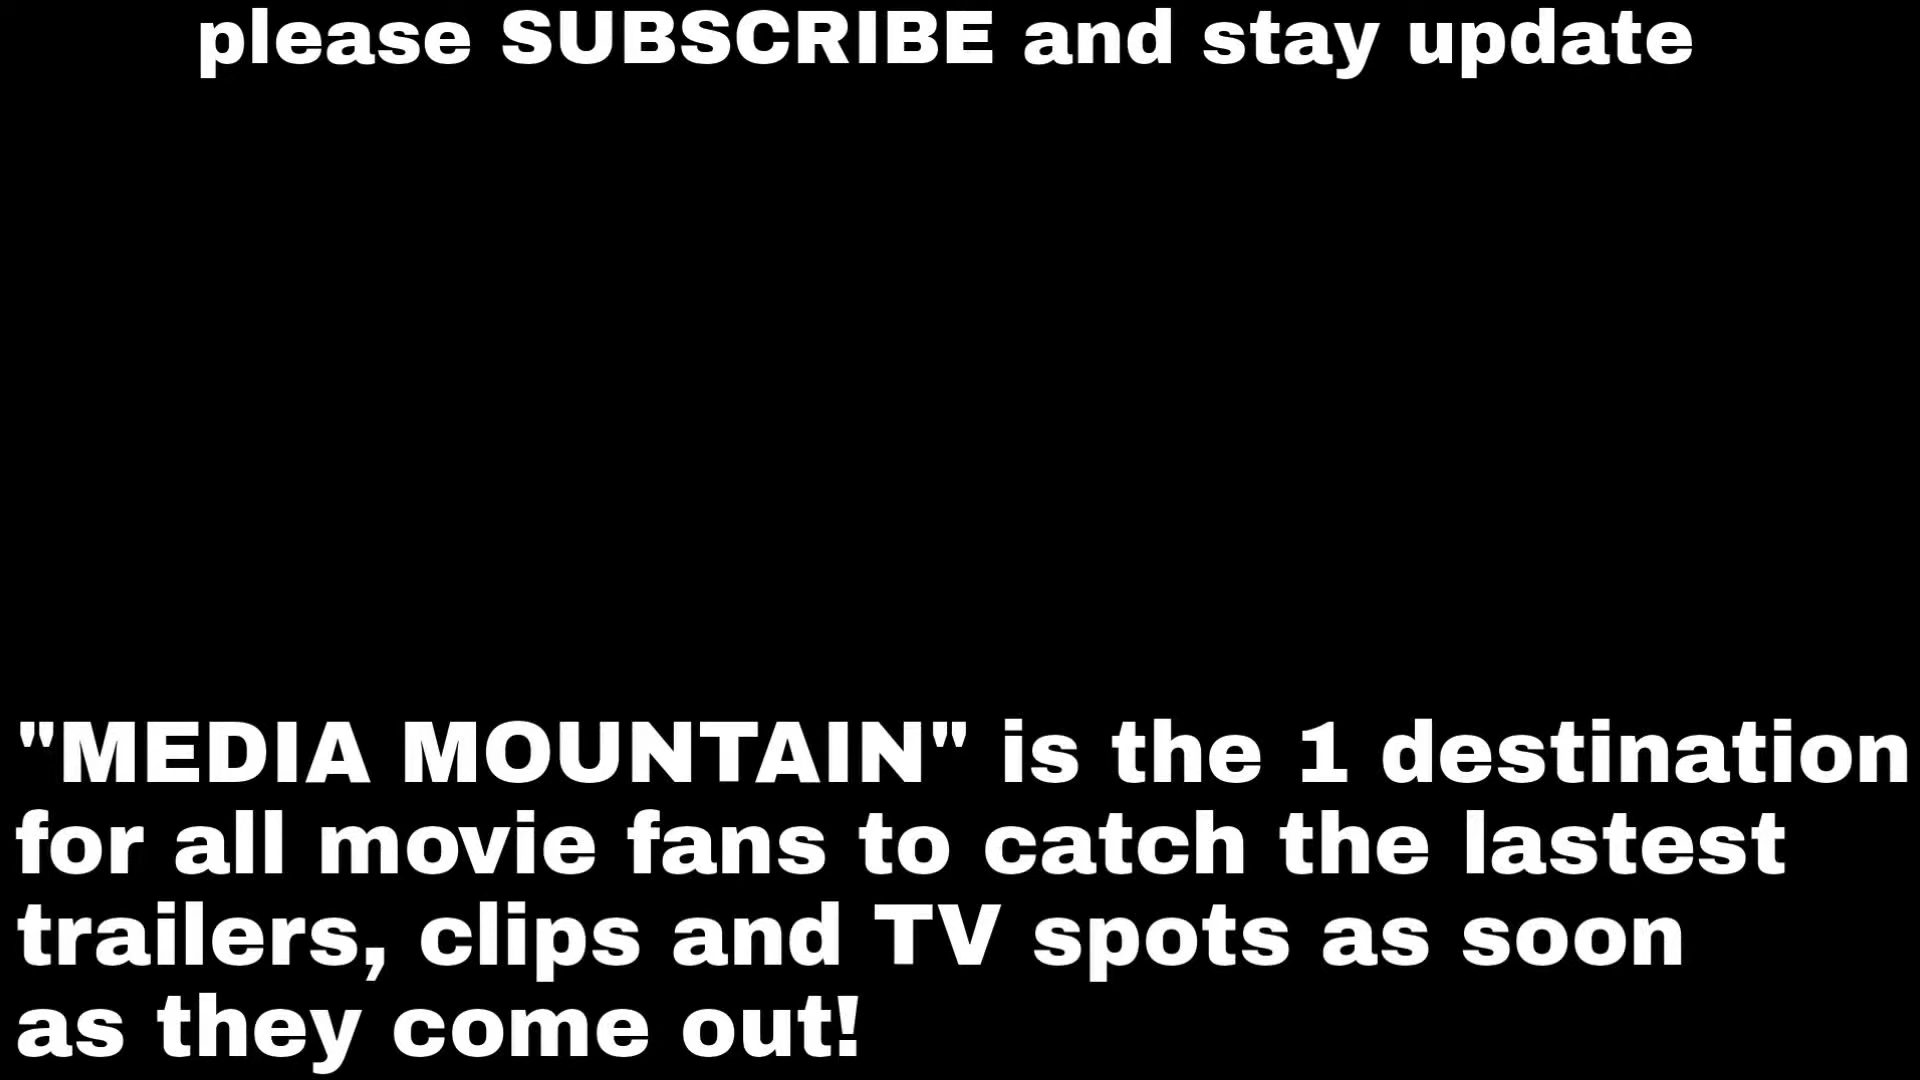 please SUBSCRIBE and stay update
"MEDIA MOUNTAIN" is the 1 destination
for all movie fans to catch the lastest
trailers, clips and TV spots as soon
as they come out!